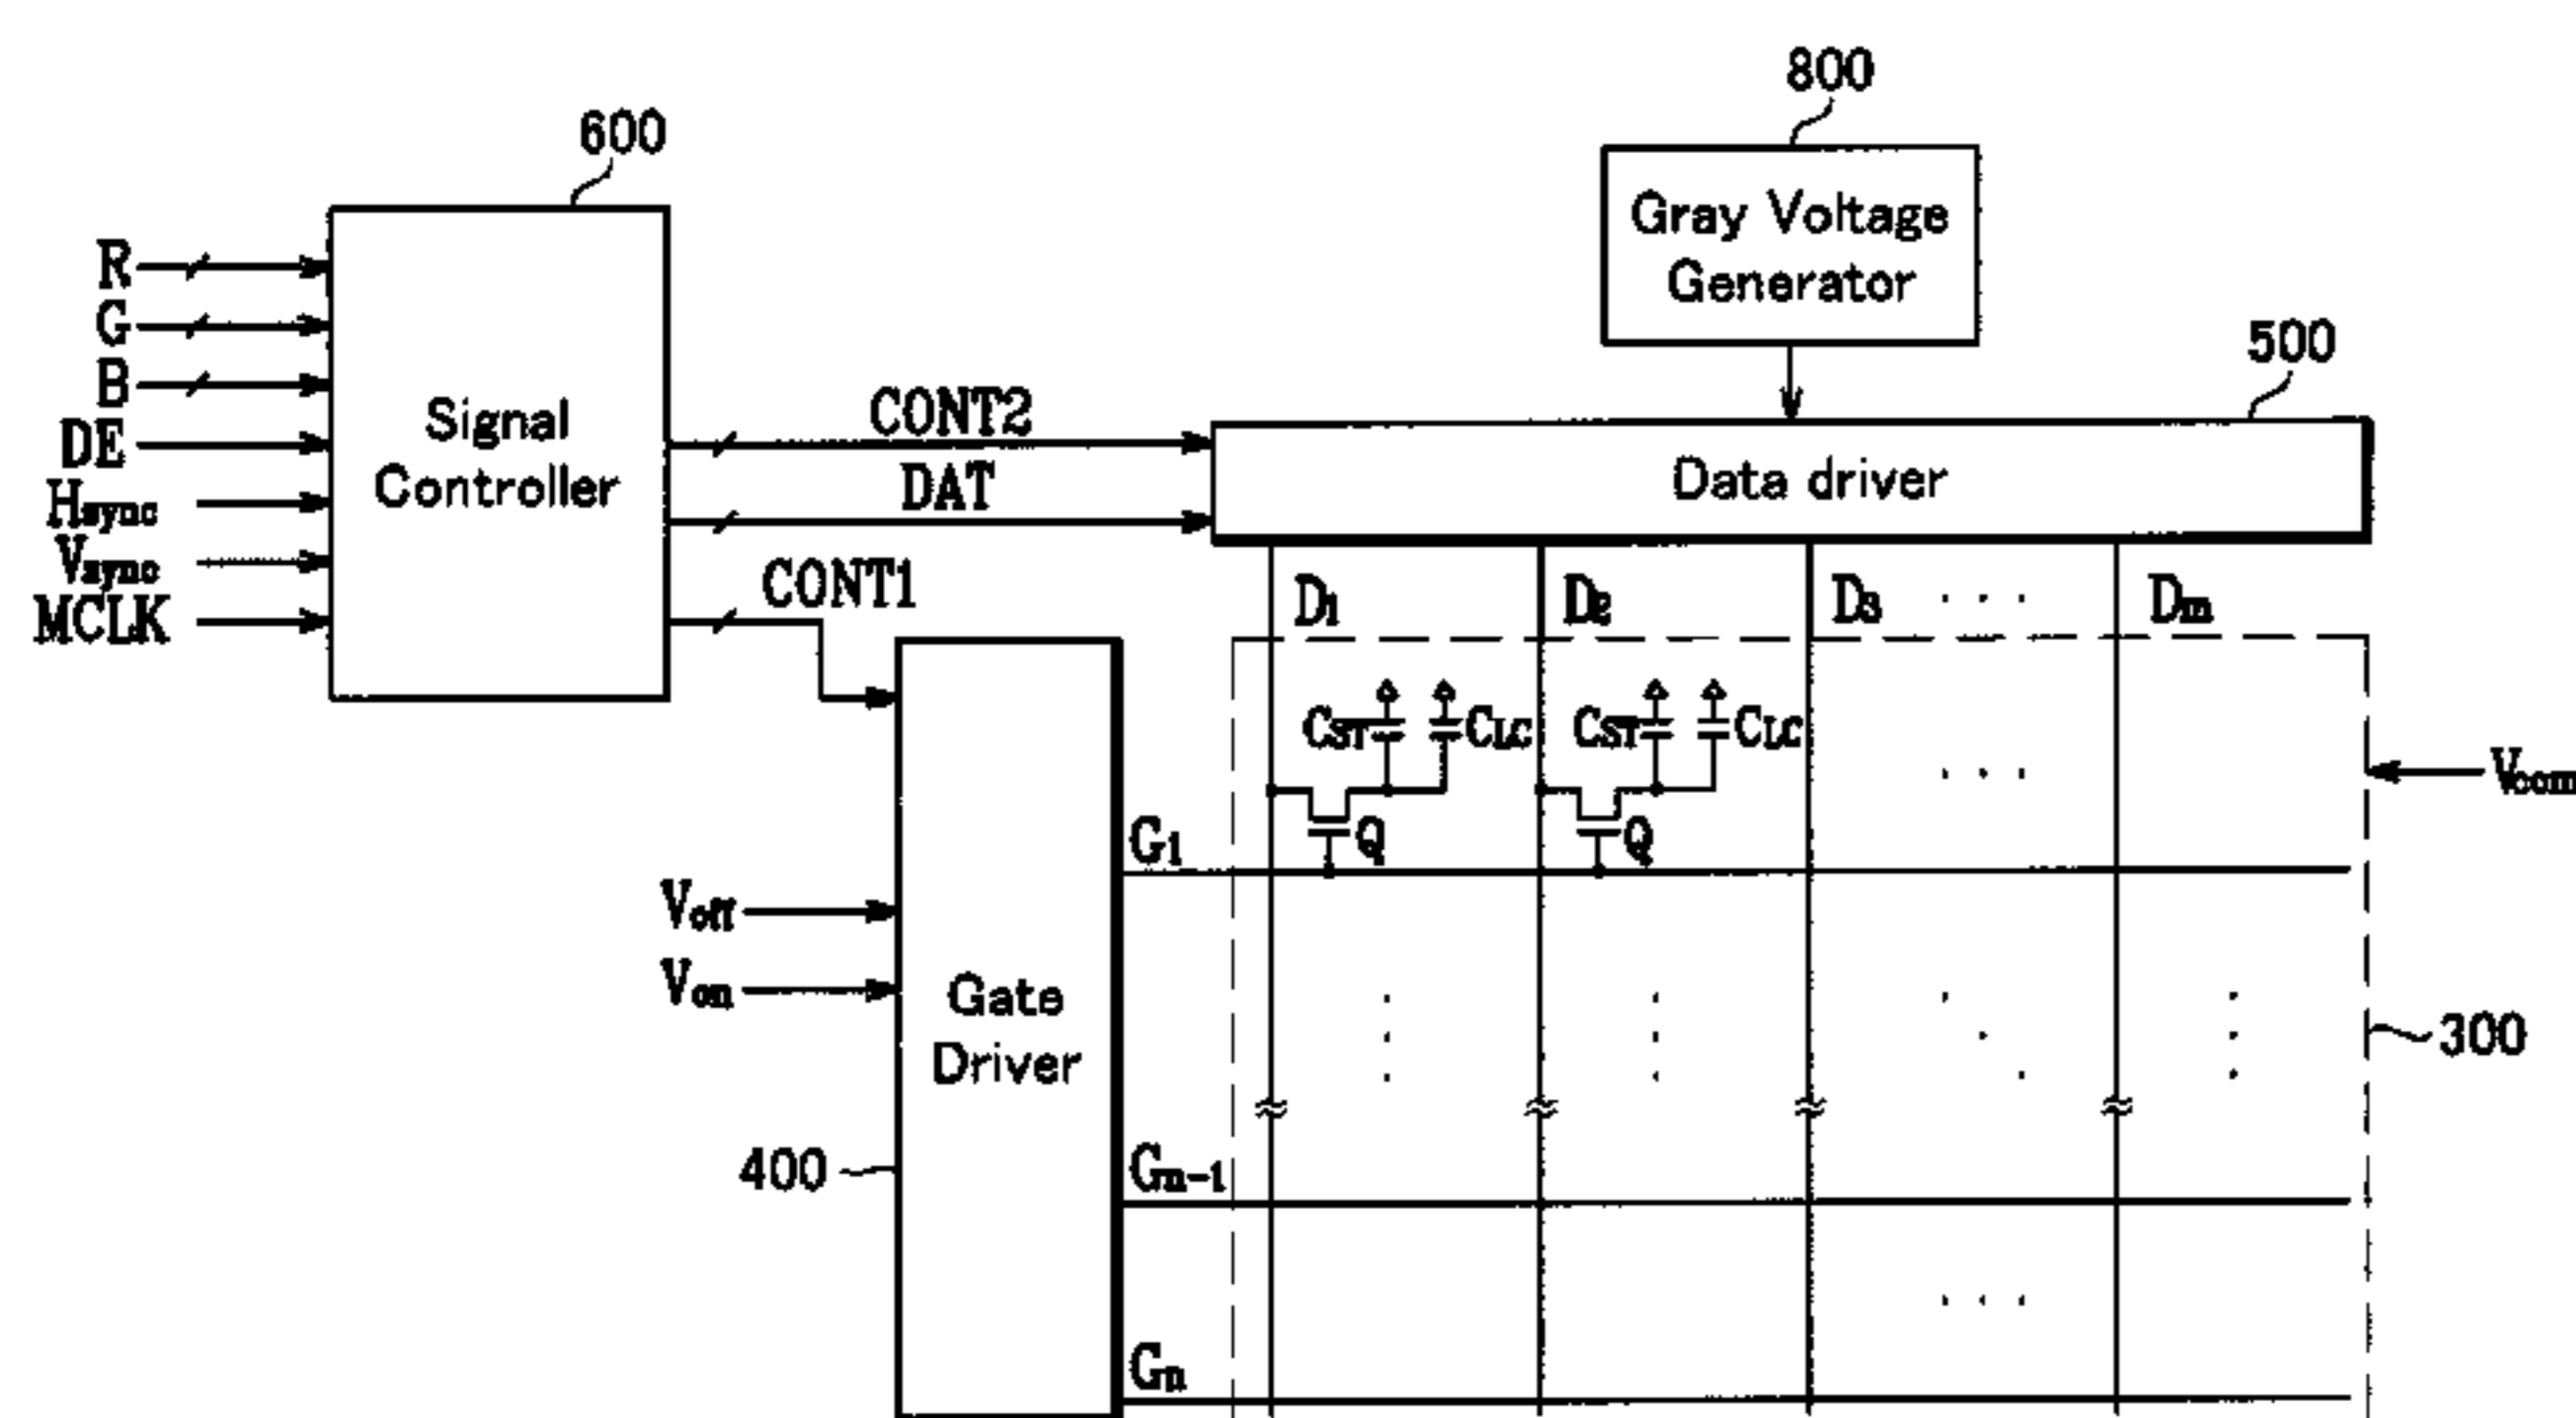 800
600
Gray Voltage
Generator
R
G
B
DE
Hsync
Vsync
MCLK
Signal
Controller
500
CONT2
DAT
CONT1
Data driver
D1 D2 D3 . . . Dm
CST CLC CST CLC
. . .
Vcom
Q Q
G1
Voff
Von
Gate
Driver
300
400
Gn-1
. . .
Gn